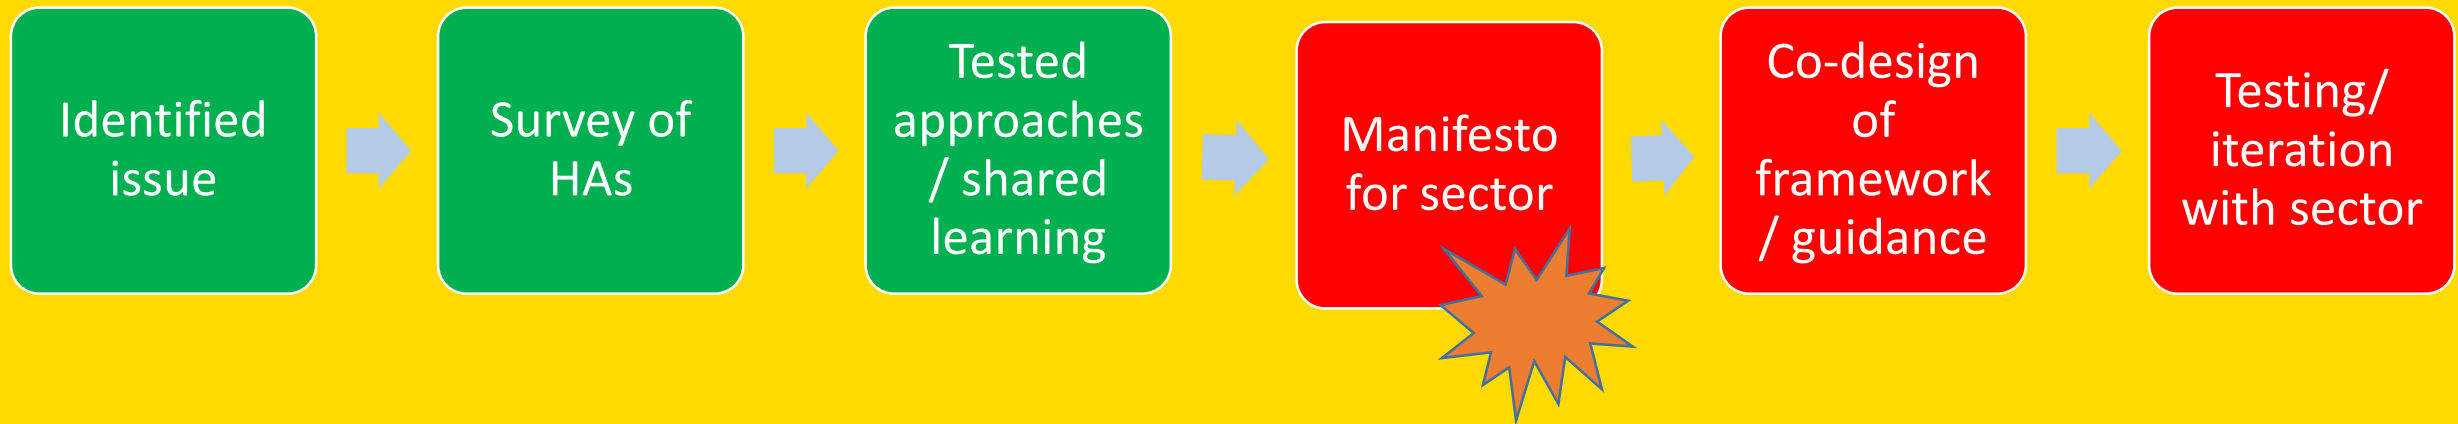 Identified
issue
Survey of
HAs
Tested
approaches
/ shared
learning
Manifesto
for sector
Co-design
of
framework
/ guidance
Testing/
iteration
with sector